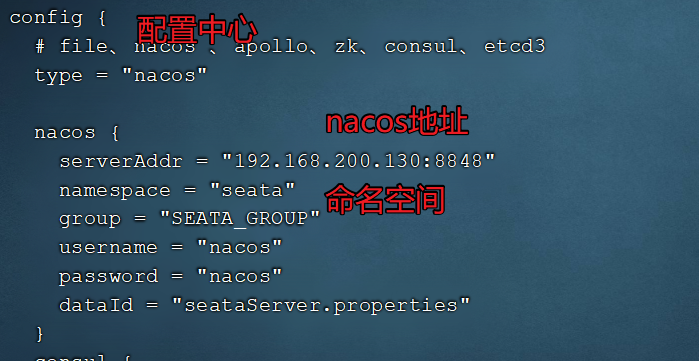 config {
配置中心
# file、nacos 、apollo、zk、consul、etcd3
type = "nacos"
nacos {
nacos地址
serverAddr = "192.168.200.130:8848"
namespace = "seata"
命名空间
group = "SEATA_GROUP"
username = "nacos"
password = "nacos"
dataId = "seataServer.properties"
}
consul {